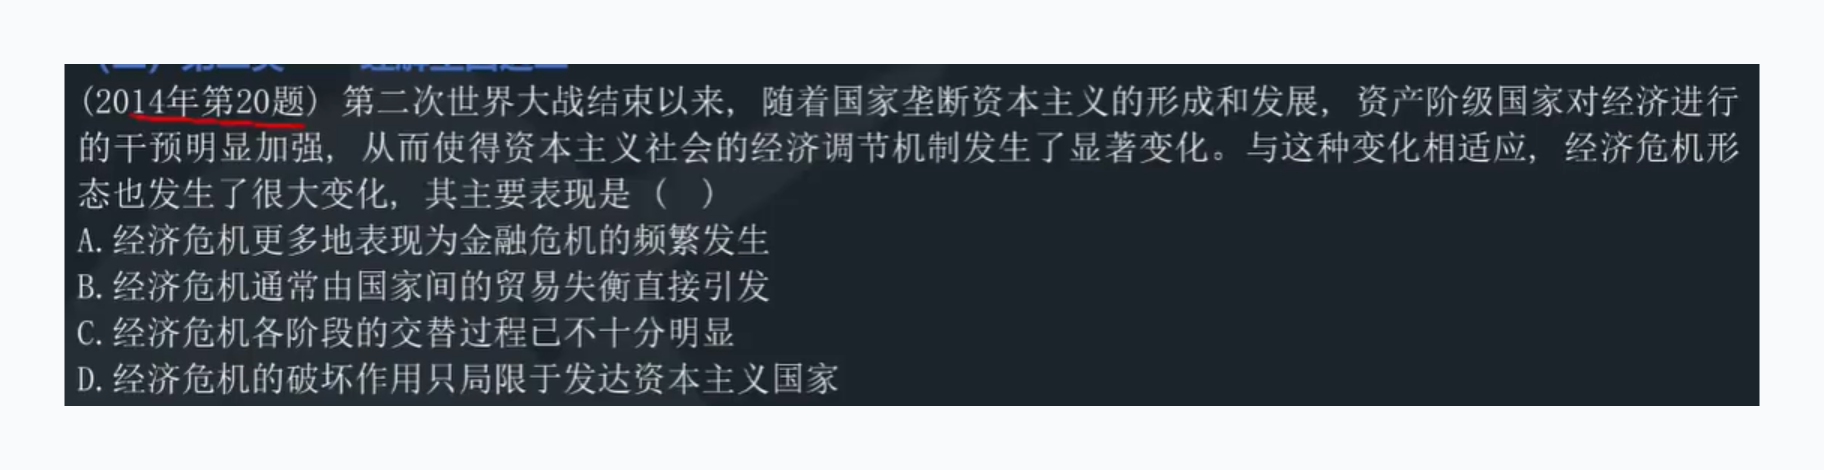 (2014年第20题) 第二次世界大战结束以来, 随着国家垄断资本主义的形成和发展, 资产阶级国家对经济进行
的干预明显加强, 从而使得资本主义社会的经济调节机制发生了显著变化。与这种变化相适应, 经济危机形
态也发生了很大变化, 其主要表现是 ( )
A. 经济危机更多地表现为金融危机的频繁发生
B. 经济危机通常由国家间的贸易失衡直接引发
C. 经济危机各阶段的交替过程已不十分明显
D. 经济危机的破坏作用只局限于发达资本主义国家